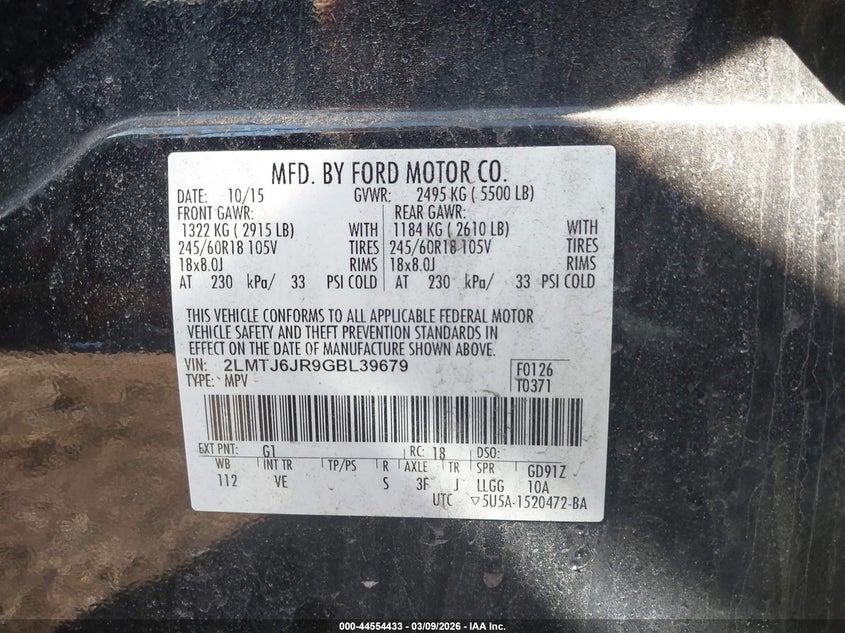 MFD. BY FORD MOTOR CO.
DATE: 10/15 GVWR: 2495 KG ( 5500 LB)
FRONT GAWR: REAR GAWR:
1322 KG ( 2915 LB) WITH 1184 KG ( 2610 LB) WITH
245/60R18 105V TIRES 245/60R18 105V TIRES
18x8.0J RIMS 18x8.0J RIMS
AT 230 kPa/ 33 PSI COLD AT 230 kPa/ 33 PSI COLD
THIS VEHICLE CONFORMS TO ALL APPLICABLE FEDERAL MOTOR
VEHICLE SAFETY AND THEFT PREVENTION STANDARDS IN
EFFECT ON THE DATE OF MANUFACTURE SHOWN ABOVE.
VIN: 2LMTJ6JR9GBL39679 F0126
TYPE: MPV T0371
EXT PNT: G1 RC: 18 DSO:
WB INT TR TP/PS R AXLE TR SPR GD91Z
112 VE S 3F J LLGG 10A
UTC ▽5U5A-1520472-BA
000-44554433 - 03/09/2026 - IAA Inc.